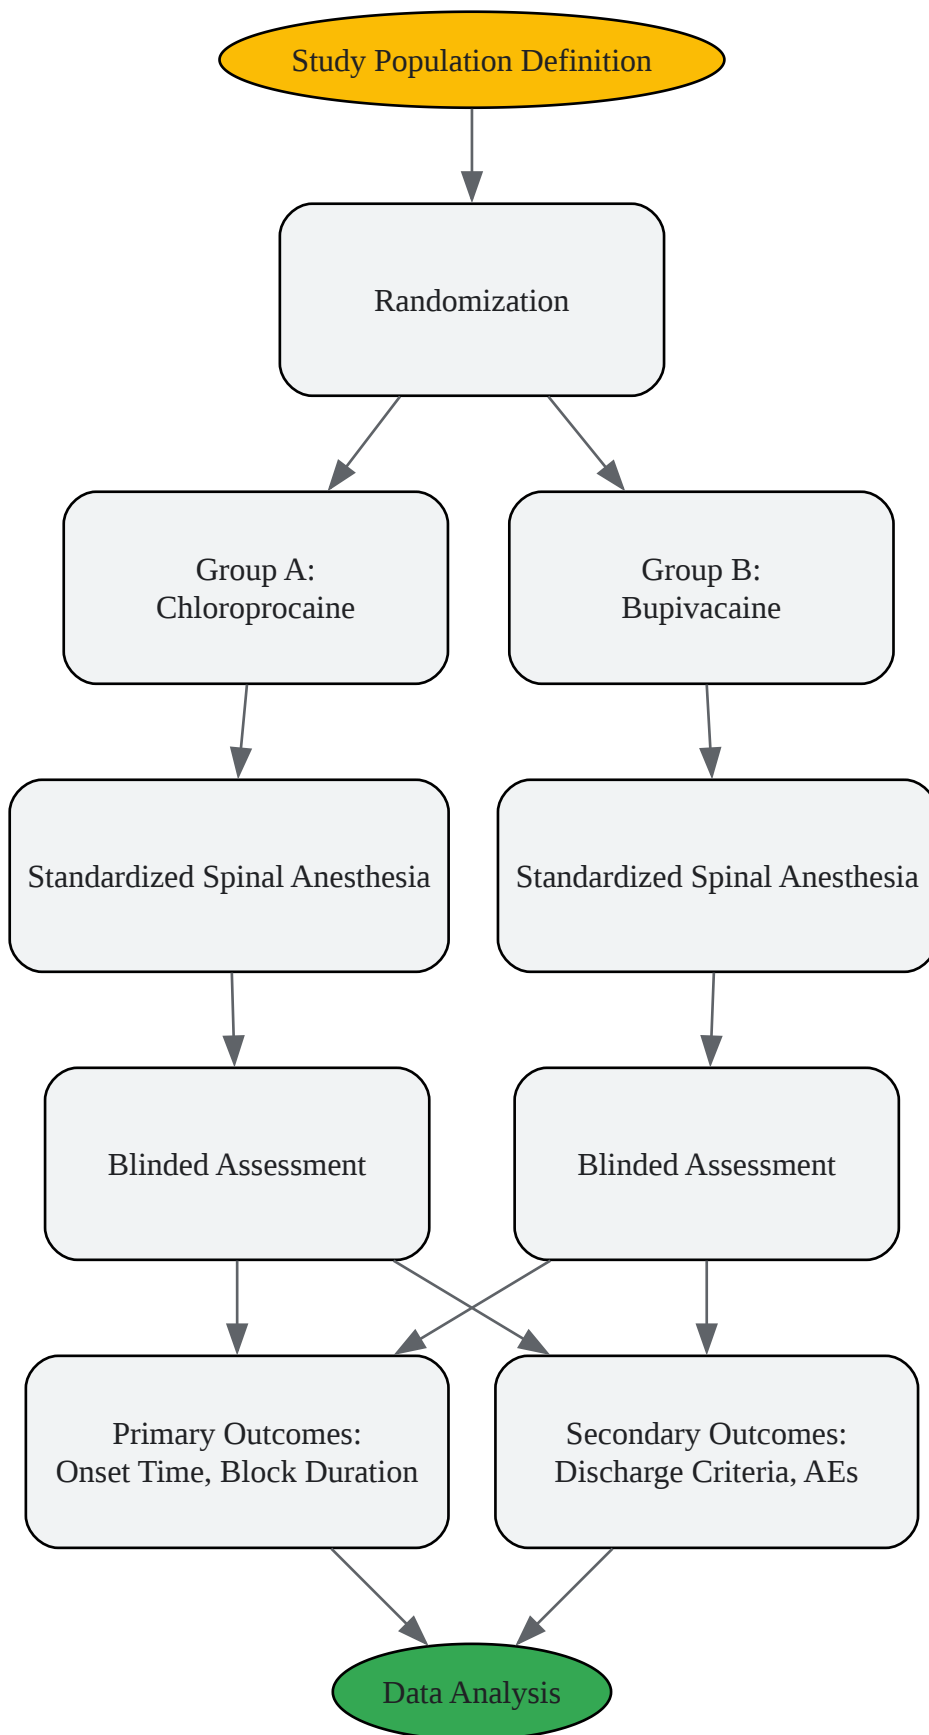 Study Population Definition
Randomization
Group A:
Chloroprocaine
Group B:
Bupivacaine
Standardized Spinal Anesthesia
Standardized Spinal Anesthesia
Blinded Assessment
Blinded Assessment
Primary Outcomes:
Onset Time, Block Duration
Secondary Outcomes:
Discharge Criteria, AEs
Data Analysis